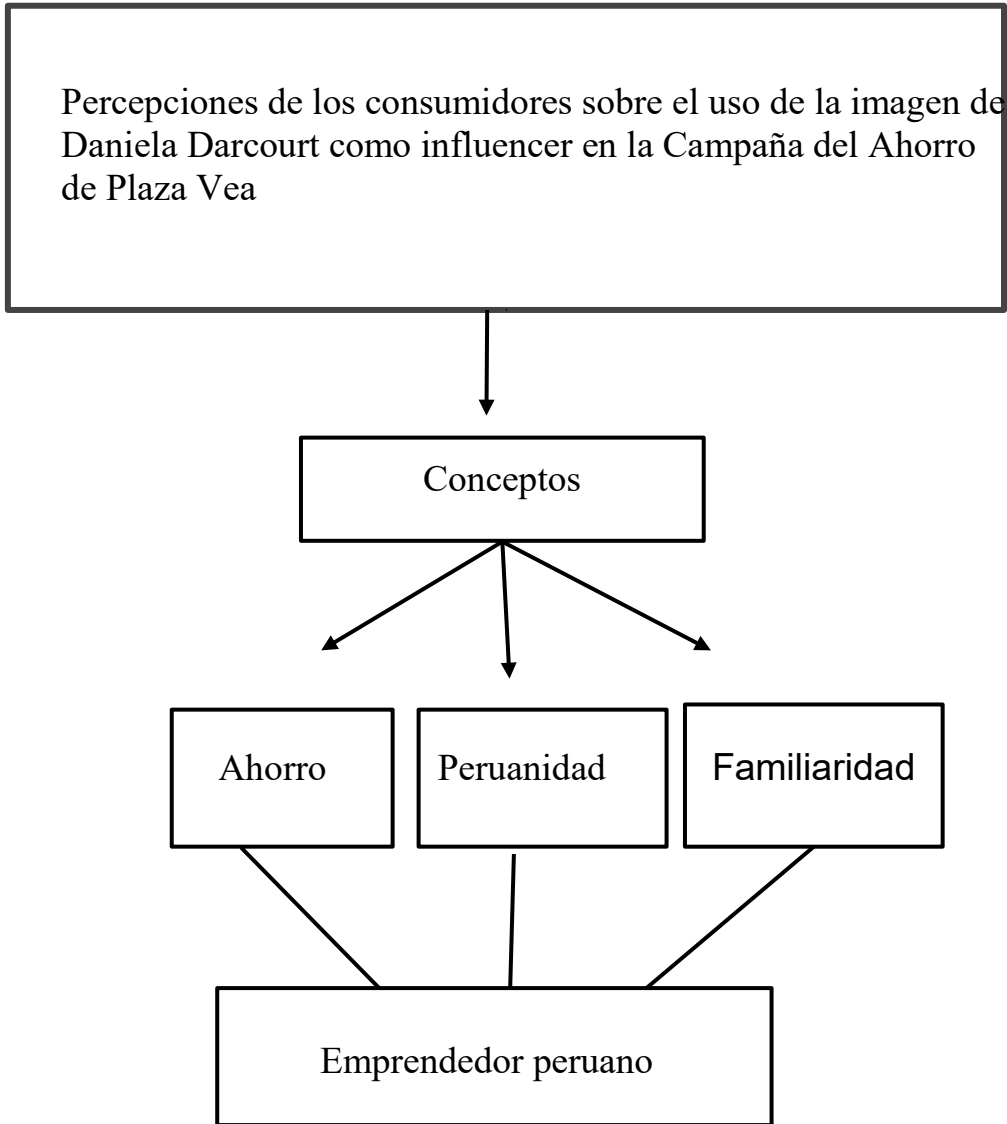 Percepciones de los consumidores sobre el uso de la imagen de
Daniela Darcourt como influencer en la Campaña del Ahorro
de Plaza Vea
Conceptos
Ahorro
Peruanidad
Familiaridad
Emprendedor peruano